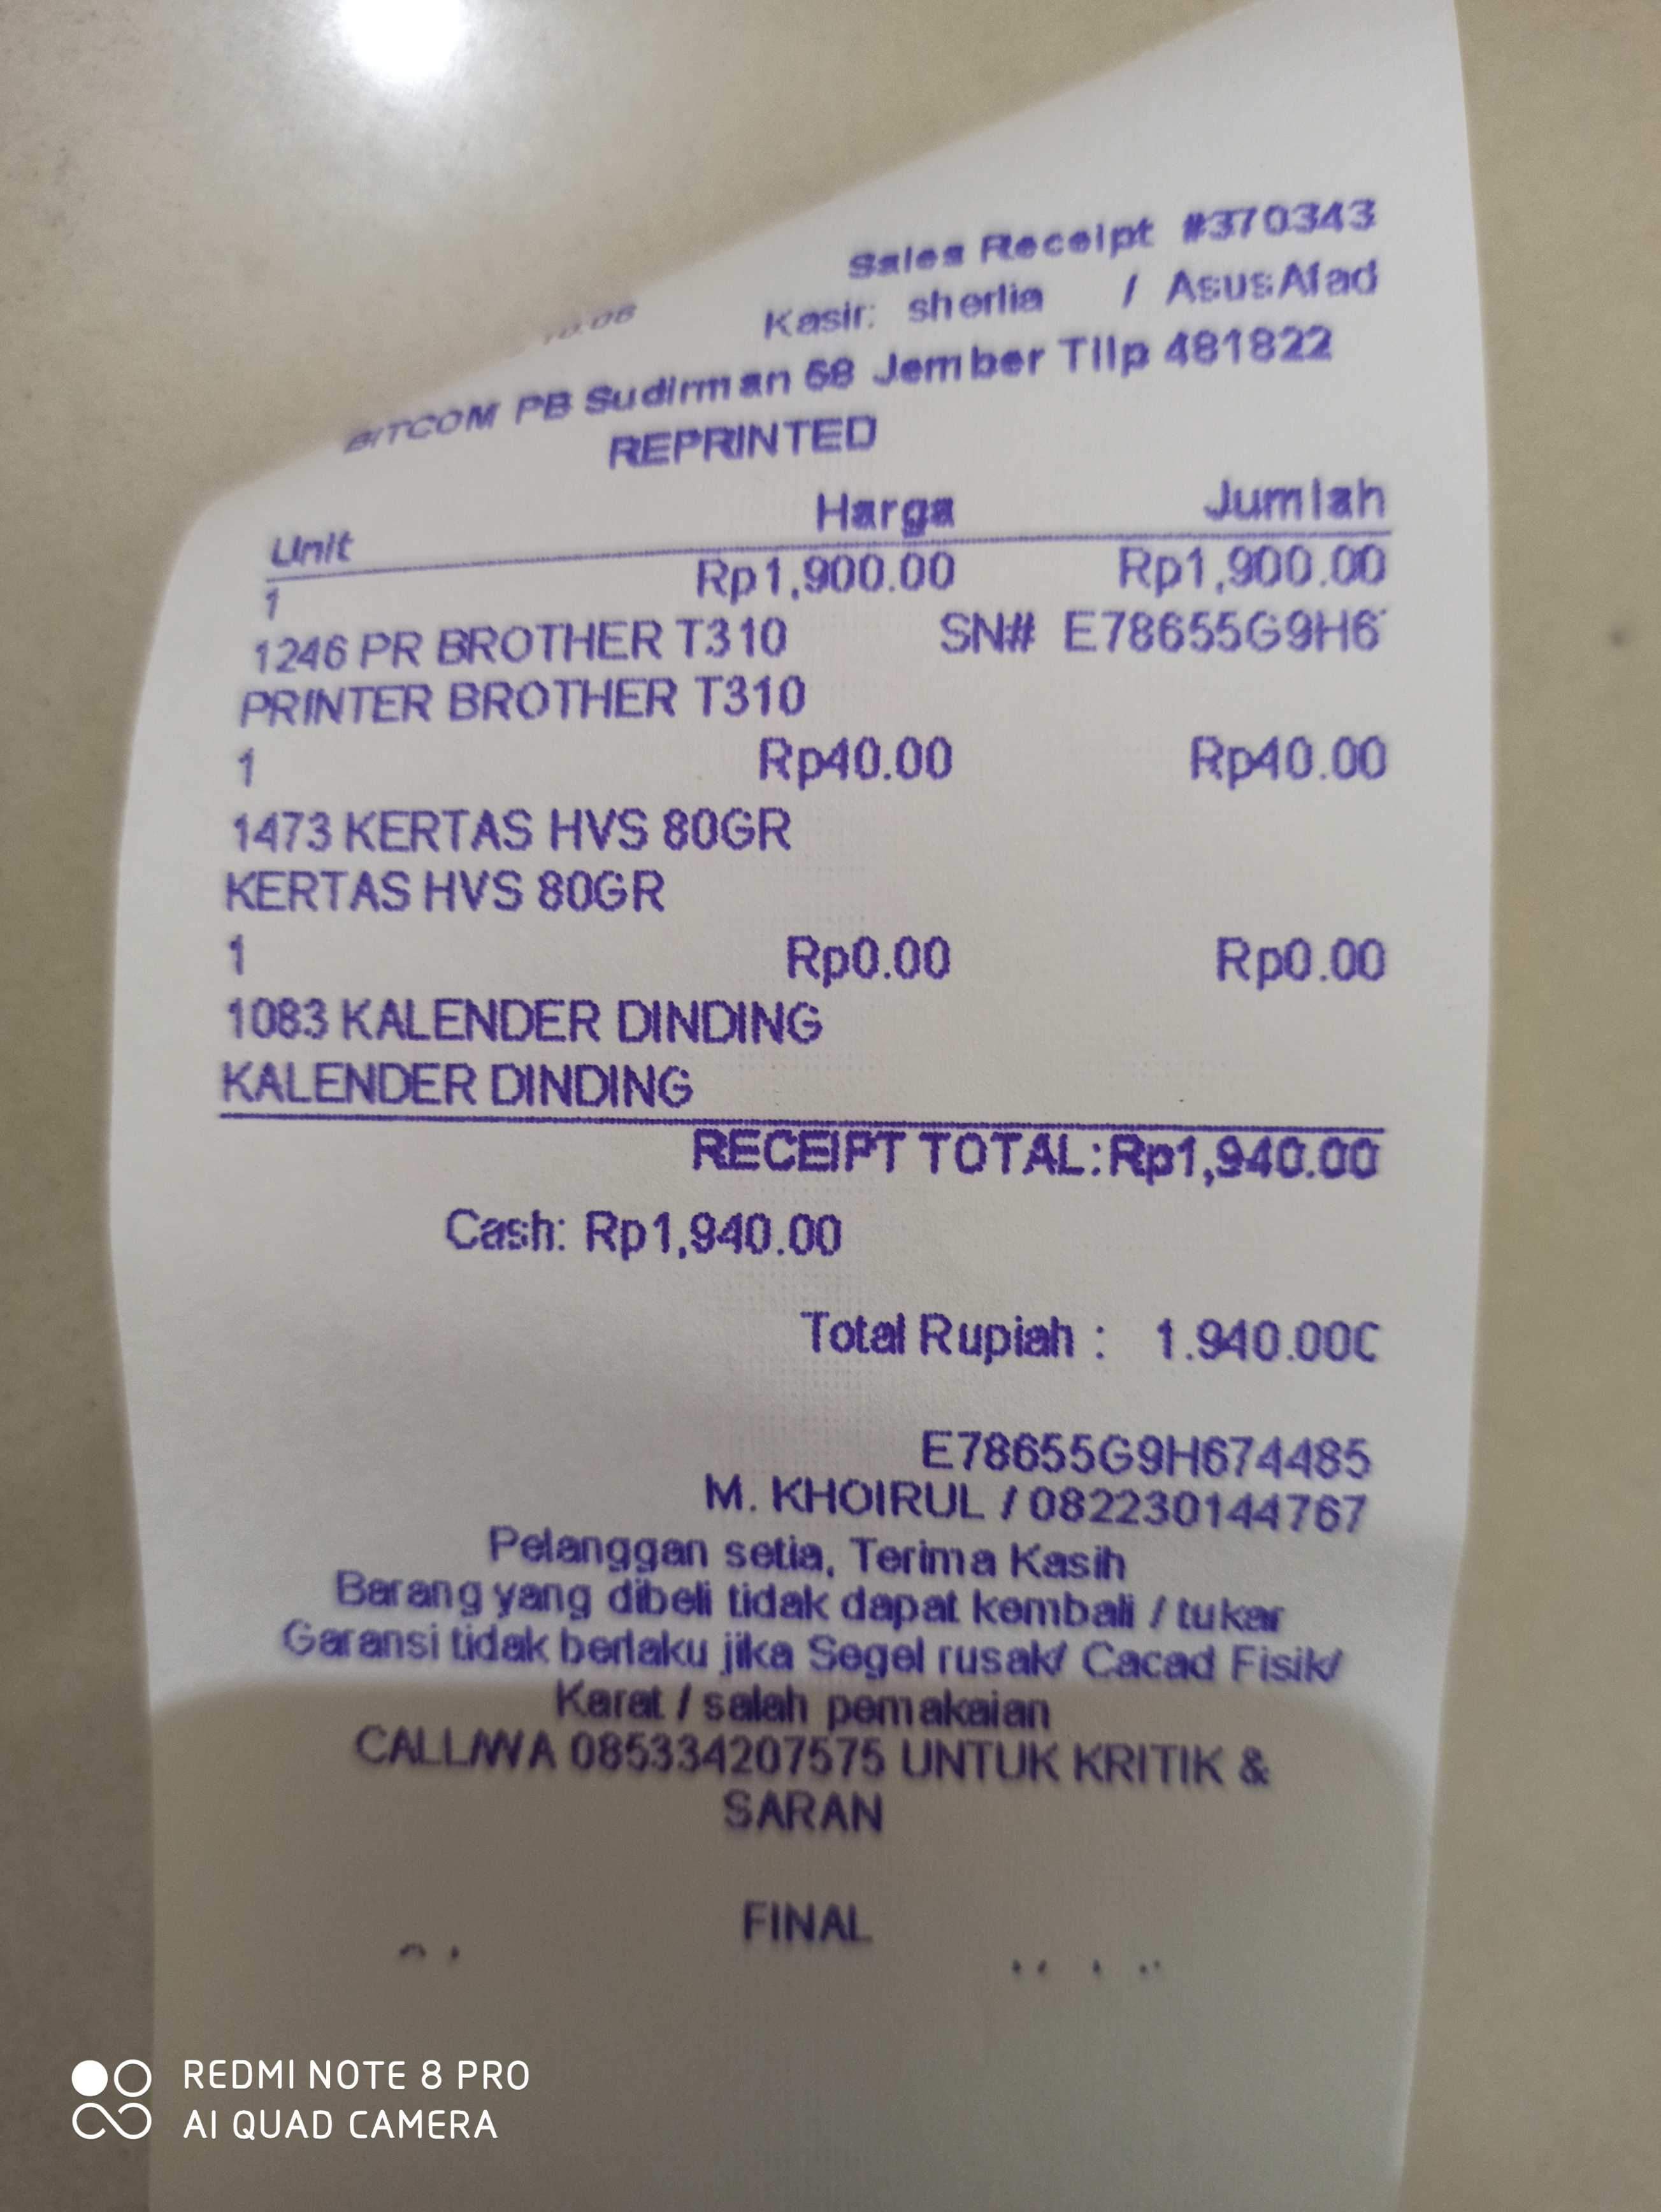 Sales Receipt #370343
Kasir: sherlia / AsusAfad
BITCOM PB Sudirman 58 Jember Tllp 481822
REPRINTED
Unit Harga Jumlah
1 Rp1,900.00 Rp1,900.00
1246 PR BROTHER T310 SN# E78655G9H6
PRINTER BROTHER T310
1 Rp40.00 Rp40.00
1473 KERTAS HVS 80GR
KERTAS HVS 80GR
1 Rp0.00 Rp0.00
1083 KALENDER DINDING
KALENDER DINDING
RECEIPT TOTAL: Rp1,940.00
Cash: Rp1,940.00
Total Rupiah : 1.940.000
E78655G9H674485
M. KHOIRUL / 082230144767
Pelanggan setia, Terima Kasih
Barang yang dibeli tidak dapat kembali / tukar
Garansi tidak berlaku jika Segel rusak/ Cacad Fisik/
Karat / salah pemakaian
CALL/WA 085334207575 UNTUK KRITIK &
SARAN
FINAL
REDMI NOTE 8 PRO
AI QUAD CAMERA